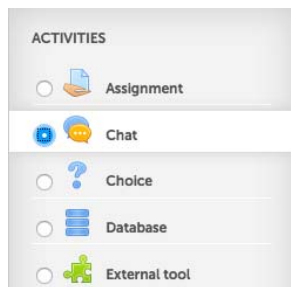 ACTIVITIES
Assignment
Chat
Choice
Database
External tool